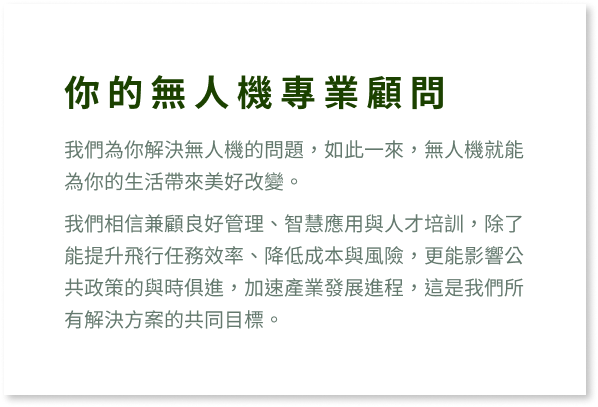 你的無人機專業顧問
我們為你解決無人機的問題，如此一來，無人機就能
為你的生活帶來美好改變。
我們相信兼顧良好管理、智慧應用與人才培訓，除了
能提升飛行任務效率、降低成本與風險，更能影響公
共政策的與時俱進，加速產業發展進程，這是我們所
有解決方案的共同目標。